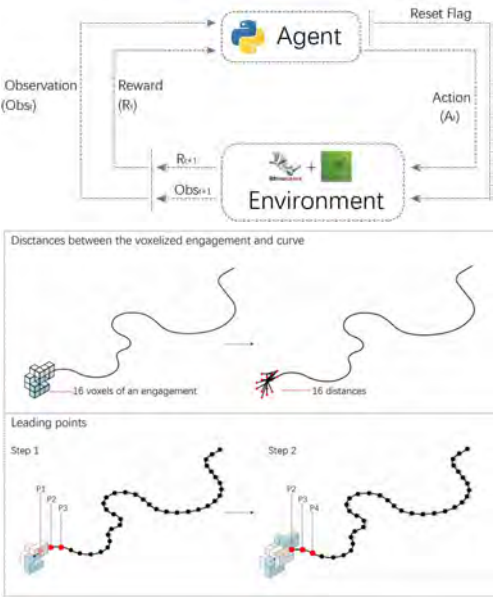 Reset Flag
Agent
Observation
(Obsₜ)
Reward
(Rₜ)
Action
(Aₜ)
Rₜ₊₁
Obsₜ₊₁
Environment
Disctances between the voxelized engagement and curve
16 voxels of an engagement
16 distances
Leading points
Step 1
Step 2
P1
P2
P3
P2
P3
P4